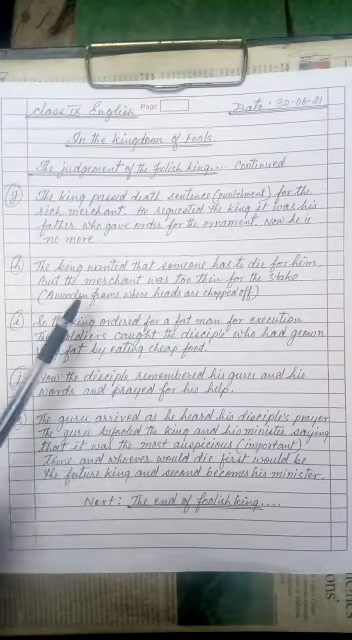 Class IX English Page Date: 30-06-21
In the kingdom of Fools
The judgement of the foolish king.... Continued
(g) The king passed death sentence (punishment) for the
rich merchant. He requested the king it was his
father who gave order for the ornament. Now he is
no more.
(h) The king wanted that someone has to die for him.
But the merchant was too thin for the stake
(A wooden frame where heads are chopped off)
(i) So the king ordered for a fat man for execution
The soldiers caught the disciple who had grown
fat by eating cheap food.
(j) Now the disciple remembered his guru and his
words and prayed for his help.
The guru arrived as he heard his disciple's prayer
The guru befooled the king and his minister saying
that it was the most auspicious (important)
Time and whoever would die first would be
the future king and second becomes his minister.
Next: The end of foolish king....
ons'